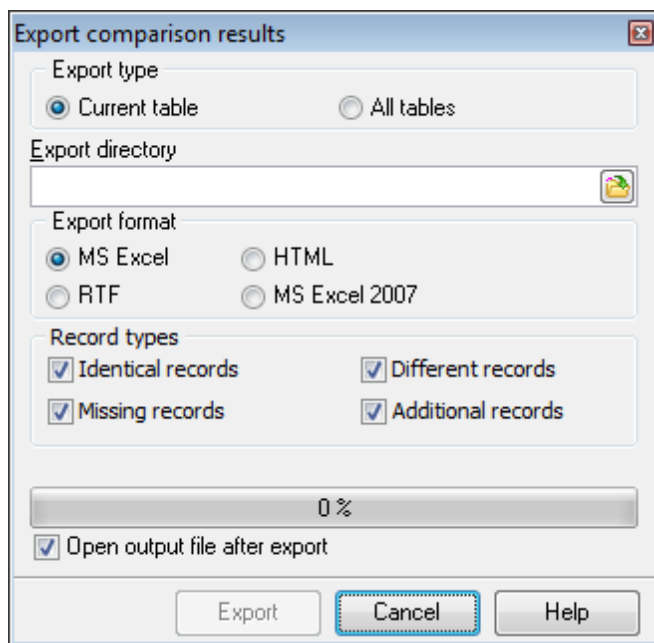 Export comparison results
Export type
Current table All tables
Export directory
Export format
MS Excel HTML
RTF MS Excel 2007
Record types
Identical records Different records
Missing records Additional records
0 %
Open output file after export
Export Cancel Help